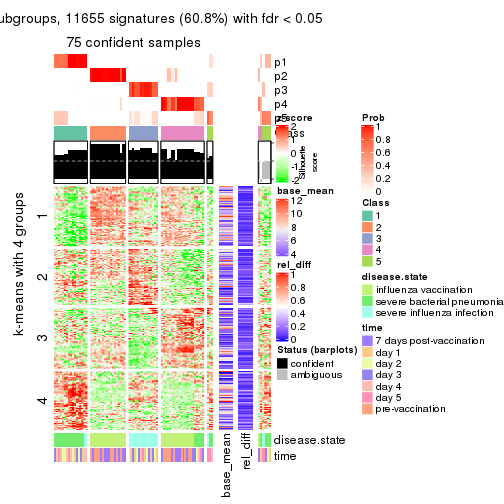 ubgroups, 11655 signatures (60.8%) with fdr < 0.05
75 confident samples
p1
p2
p3
p4
z-score
2
1
0
-1
-2
Silhouette
score
k-means with 4 groups
1
2
3
4
base_mean
12
10
8
6
4
rel_diff
1
0.8
0.6
0.4
0.2
0
Status (barplots)
confident
ambiguous
disease.state
time
base_mean
rel_diff
Prob
1
0.8
0.6
0.4
0.2
0
Class
1
2
3
4
5
disease.state
influenza vaccination
severe bacterial pneumonia
severe influenza infection
time
7 days post-vaccination
day 1
day 2
day 3
day 4
day 5
pre-vaccination